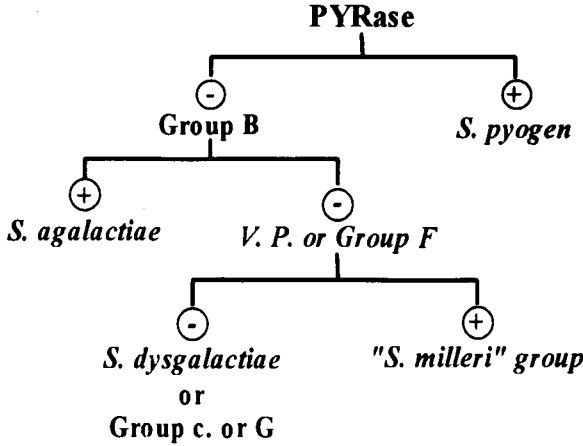 PYRase
-
+
Group B
S. pyogen
+
-
S. agalactiae
V. P. or Group F
-
+
S. dysgalactiae
"S. milleri" group
or
Group c. or G